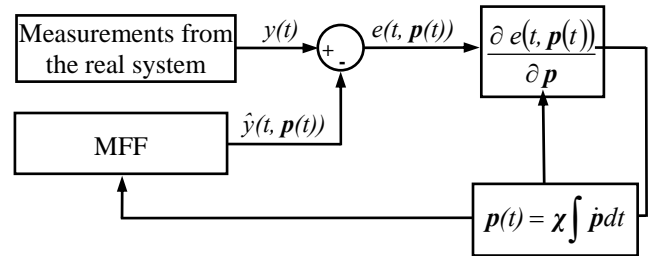 Measurements from
the real system
y(t)
+
-
e(t, p(t))
∂ e(t, p(t))
∂ p
MFF
ŷ(t, p(t))
p(t) = χ∫ ṗdt